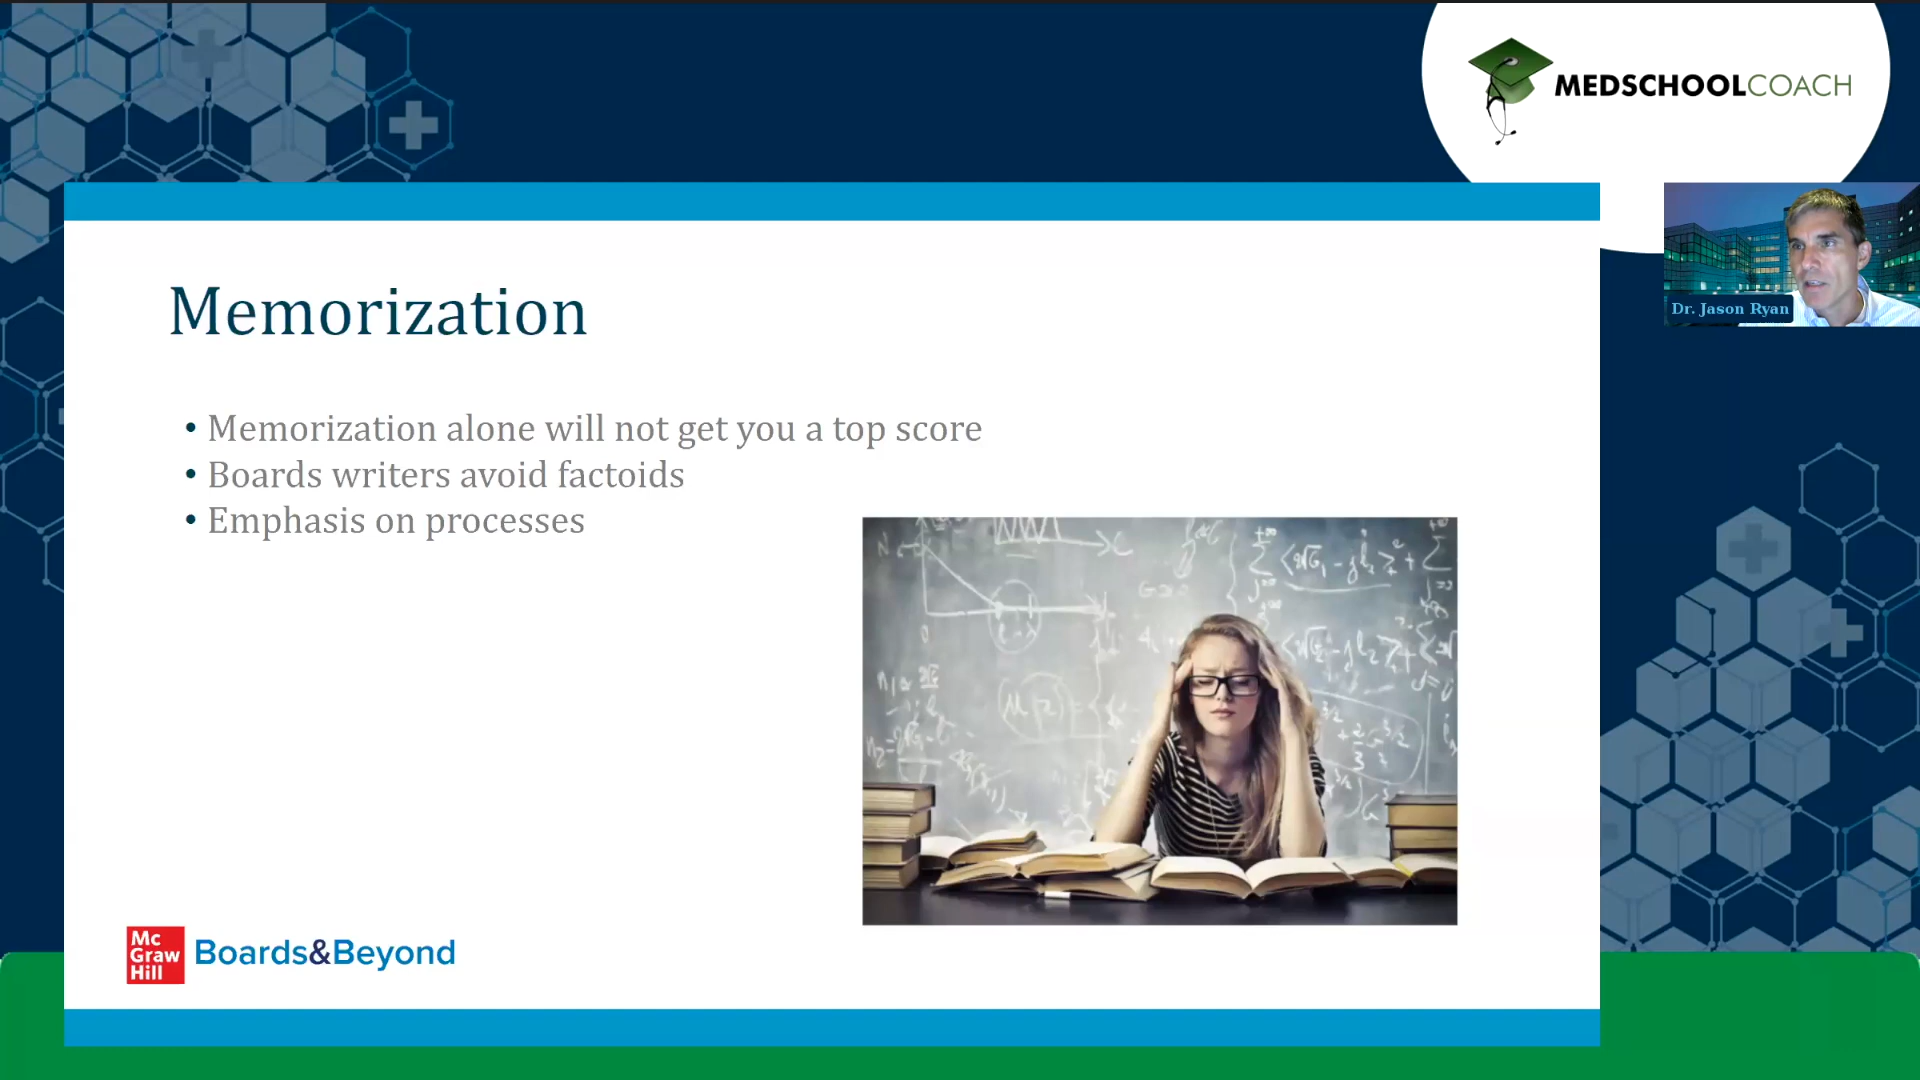 MEDSCHOOLCOACH
Dr. Jason Ryan
Memorization
• Memorization alone will not get you a top score
• Boards writers avoid factoids
• Emphasis on processes
Mc
Graw
Hill
Boards&Beyond